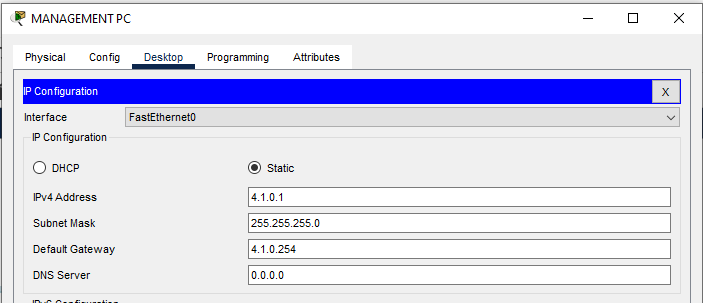 MANAGEMENT PC
Physical Config Desktop Programming Attributes
IP Configuration X
Interface FastEthernet0
IP Configuration
DHCP Static
IPv4 Address 4.1.0.1
Subnet Mask 255.255.255.0
Default Gateway 4.1.0.254
DNS Server 0.0.0.0
IPv6 Configuration